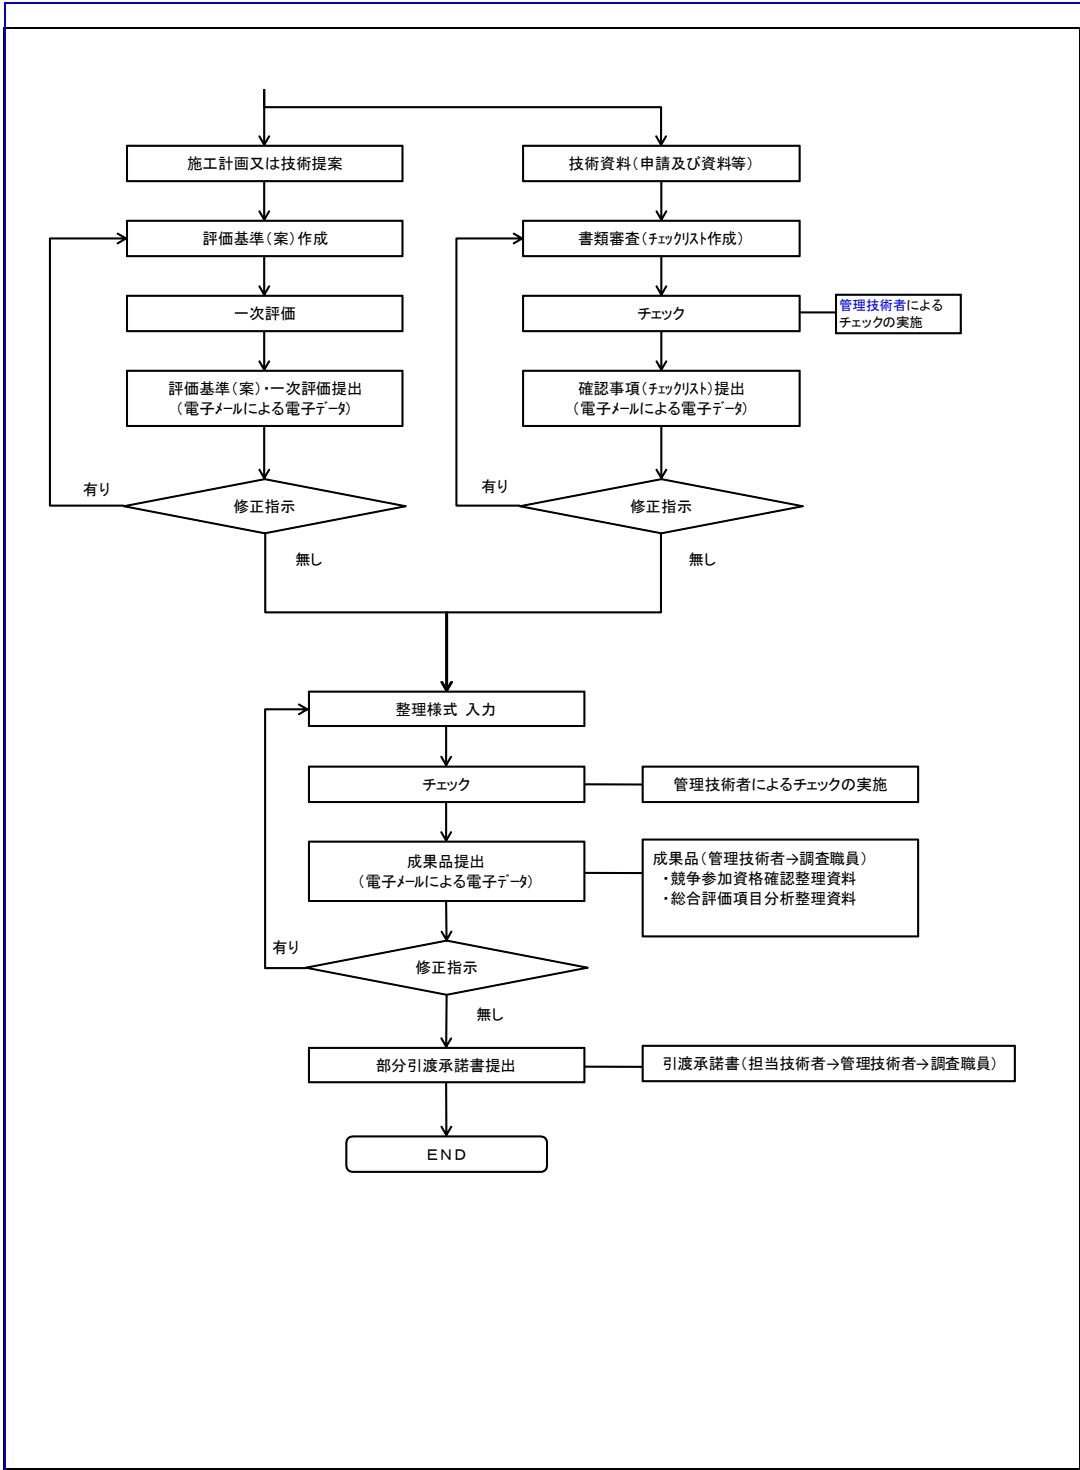 施工計画又は技術提案
評価基準（案）作成
一次評価
評価基準（案）・一次評価提出
（電子メールによる電子データ）
有り
修正指示
無し
技術資料（申請及び資料等）
書類審査（チェックリスト作成）
チェック
管理技術者による
チェックの実施
確認事項（チェックリスト）提出
（電子メールによる電子データ）
有り
修正指示
無し
整理様式 入力
チェック
管理技術者によるチェックの実施
成果品提出
（電子メールによる電子データ）
成果品（管理技術者→調査職員）
・競争参加資格確認整理資料
・総合評価項目分析整理資料
有り
修正指示
無し
部分引渡承諾書提出
引渡承諾書（担当技術者→管理技術者→調査職員）
ＥＮＤ